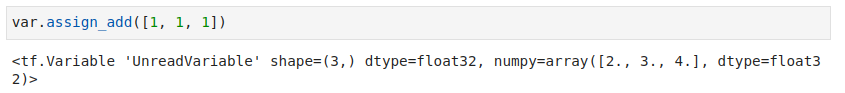 var.assign_add([1, 1, 1])
<tf.Variable 'UnreadVariable' shape=(3,) dtype=float32, numpy=array([2., 3., 4.], dtype=float3
2)>